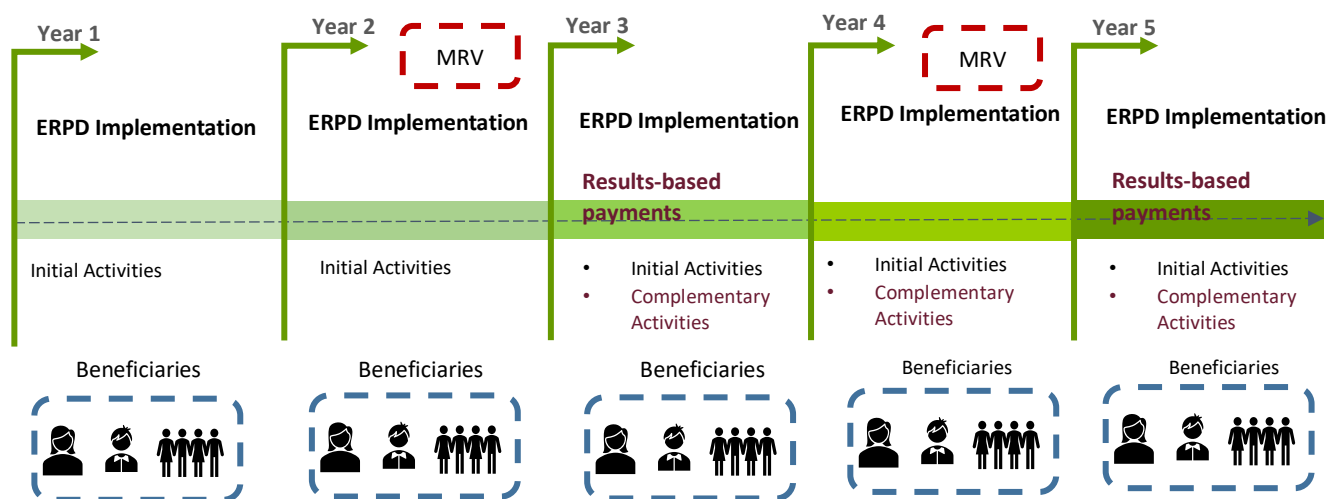 Year 1
Year 2
MRV
Year 3
Year 4
MRV
Year 5
ERPD Implementation
ERPD Implementation
ERPD Implementation
ERPD Implementation
ERPD Implementation
Results-based
payments
Results-based
payments
Initial Activities
Initial Activities
• Initial Activities
• Complementary
Activities
• Initial Activities
• Complementary
Activities
• Initial Activities
• Complementary
Activities
Beneficiaries
Beneficiaries
Beneficiaries
Beneficiaries
Beneficiaries